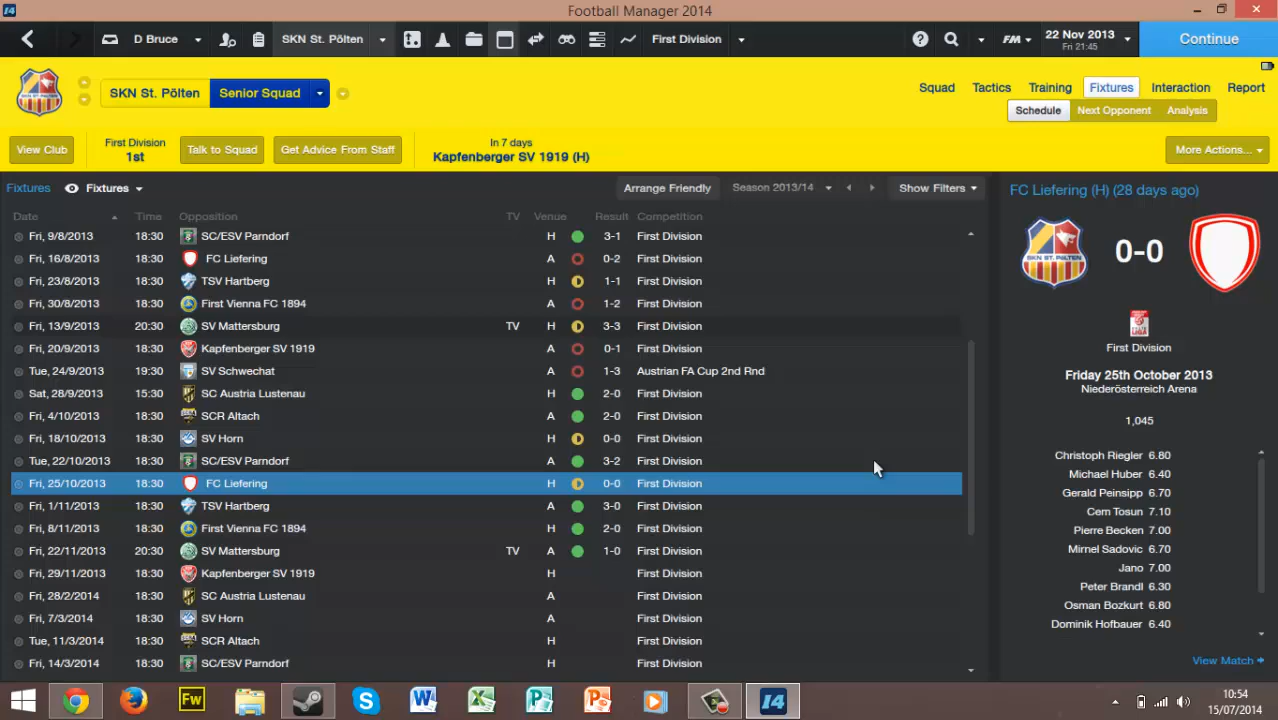 Football Manager 2014
D Bruce
SKN St. Pölten
First Division
FM
22 Nov 2013
Fri 21:45
Continue
SKN St. Pölten
Senior Squad
Squad Tactics Training Fixtures Interaction Report
Schedule Next Opponent Analysis
View Club
First Division
1st
Talk to Squad
Get Advice From Staff
In 7 days
Kapfenberger SV 1919 (H)
More Actions...
Fixtures Fixtures
Arrange Friendly
Season 2013/14
Show Filters
Date Time Opposition TV Venue Result Competition
Fri, 9/8/2013 18:30 SC/ESV Parndorf H 3-1 First Division
Fri, 16/8/2013 18:30 FC Liefering A 0-2 First Division
Fri, 23/8/2013 18:30 TSV Hartberg H 1-1 First Division
Fri, 30/8/2013 18:30 First Vienna FC 1894 A 1-2 First Division
Fri, 13/9/2013 20:30 SV Mattersburg TV H 3-3 First Division
Fri, 20/9/2013 18:30 Kapfenberger SV 1919 A 0-1 First Division
Tue, 24/9/2013 19:30 SV Schwechat A 1-3 Austrian FA Cup 2nd Rnd
Sat, 28/9/2013 15:30 SC Austria Lustenau H 2-0 First Division
Fri, 4/10/2013 18:30 SCR Altach A 2-0 First Division
Fri, 18/10/2013 18:30 SV Horn H 0-0 First Division
Tue, 22/10/2013 18:30 SC/ESV Parndorf A 3-2 First Division
Fri, 25/10/2013 18:30 FC Liefering H 0-0 First Division
Fri, 1/11/2013 18:30 TSV Hartberg A 3-0 First Division
Fri, 8/11/2013 18:30 First Vienna FC 1894 H 2-0 First Division
Fri, 22/11/2013 20:30 SV Mattersburg TV A 1-0 First Division
Fri, 29/11/2013 18:30 Kapfenberger SV 1919 H First Division
Fri, 28/2/2014 18:30 SC Austria Lustenau A First Division
Fri, 7/3/2014 18:30 SV Horn A First Division
Tue, 11/3/2014 18:30 SCR Altach H First Division
Fri, 14/3/2014 18:30 SC/ESV Parndorf H First Division
FC Liefering (H) (28 days ago)
SKN ST. PÖLTEN
0-0
First Division
Friday 25th October 2013
Niederösterreich Arena
1,045
Christoph Riegler 6.80
Michael Huber 6.40
Gerald Peinsipp 6.70
Cem Tosun 7.10
Pierre Becken 7.00
Mirnel Sadovic 6.70
Jano 7.00
Peter Brandl 6.30
Osman Bozkurt 6.80
Dominik Hofbauer 6.40
View Match
Fw
14
10:54
15/07/2014